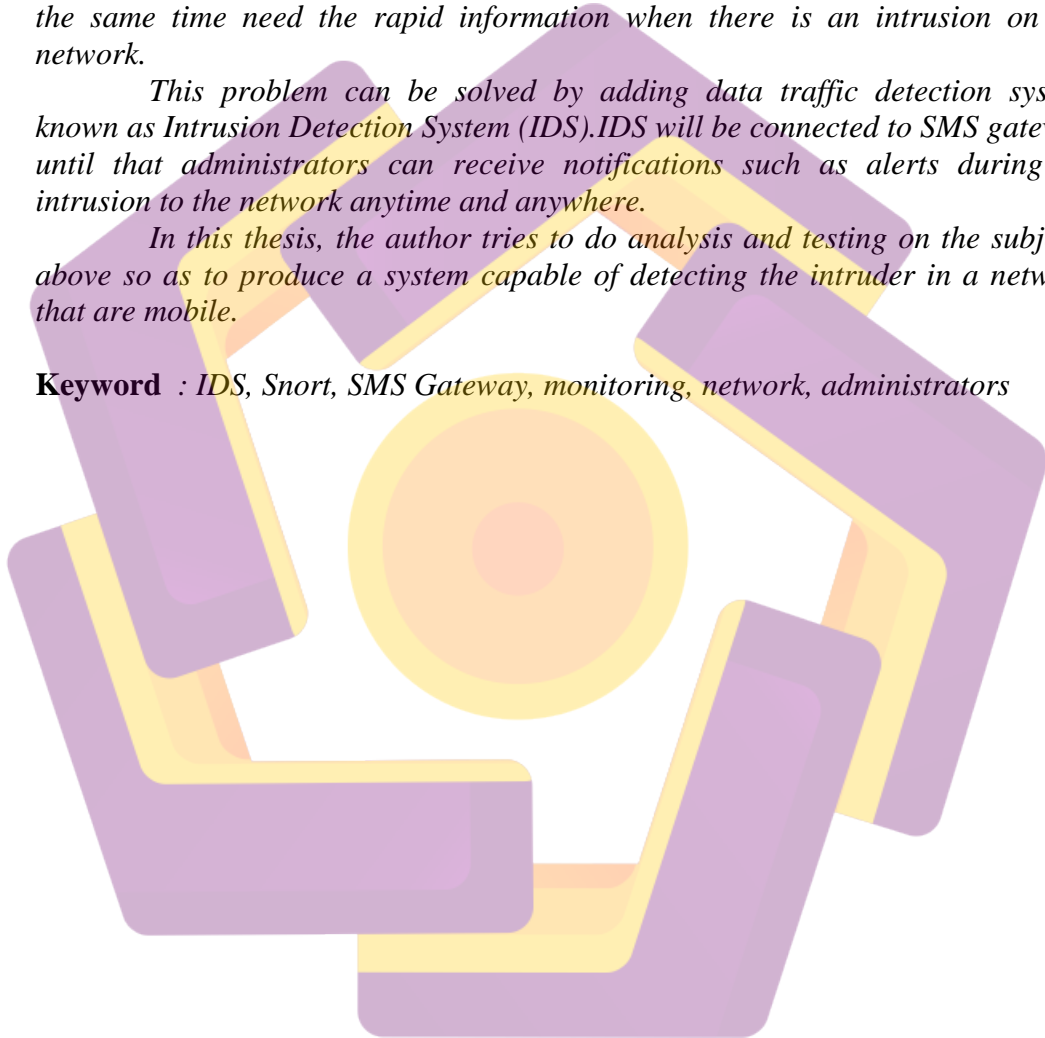 the same time need the rapid information when there is an intrusion on
network.
This problem can be solved by adding data traffic detection sys
known as Intrusion Detection System (IDS).IDS will be connected to SMS gatev
until that administrators can receive notifications such as alerts during
intrusion to the network anytime and anywhere.
In this thesis, the author tries to do analysis and testing on the subj
above so as to produce a system capable of detecting the intruder in a netw
that are mobile.
Keyword : IDS, Snort, SMS Gateway, monitoring, network, administrators